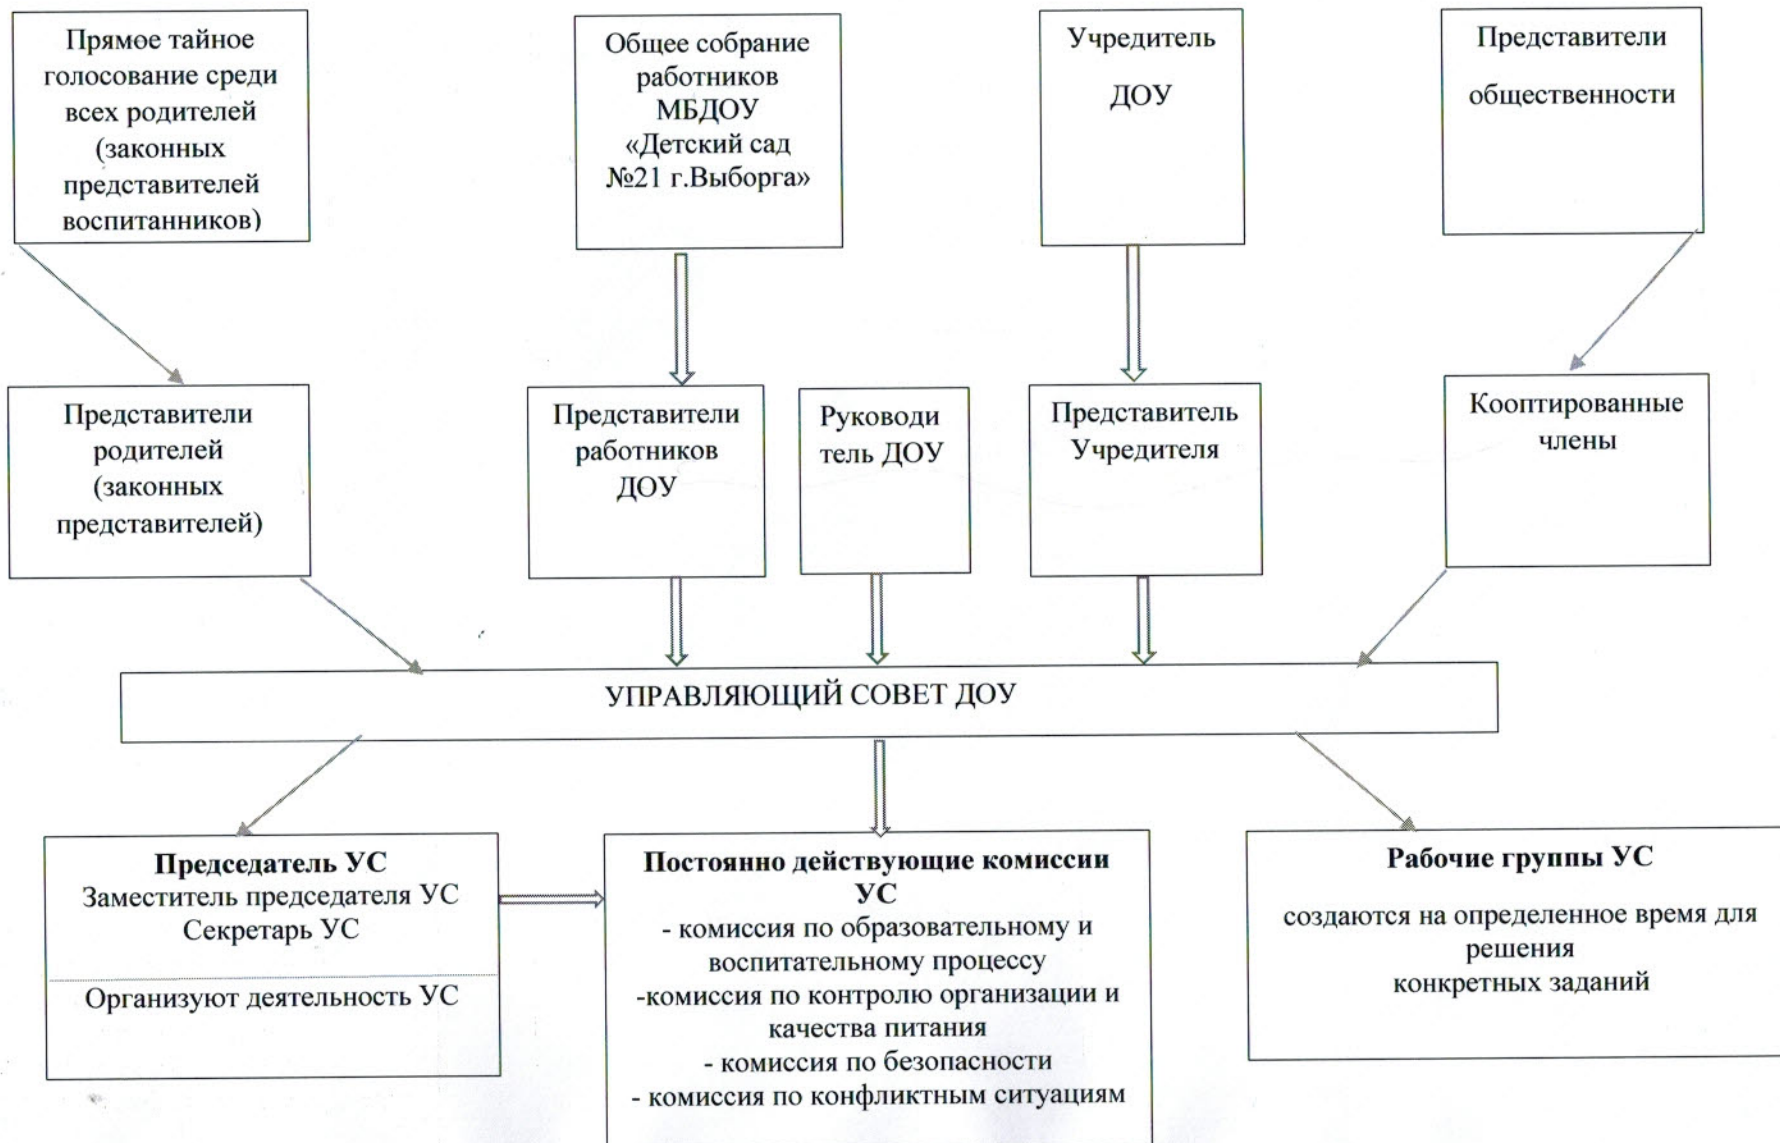 Прямое тайное
голосование среди
всех родителей
(законных
представителей
воспитанников)
Общее собрание
работников
МБДОУ
«Детский сад
№21 г.Выборга»
Учредитель
ДОУ
Представители
общественности
Представители
родителей
(законных
представителей)
Представители
работников
ДОУ
Руководи
тель ДОУ
Представитель
Учредителя
Кооптированные
члены
УПРАВЛЯЮЩИЙ СОВЕТ ДОУ
Председатель УС
Заместитель председателя УС
Секретарь УС
Организуют деятельность УС
Постоянно действующие комиссии
УС
- комиссия по образовательному и
воспитательному процессу
-комиссия по контролю организации и
качества питания
- комиссия по безопасности
- комиссия по конфликтным ситуациям
Рабочие группы УС
создаются на определенное время для
решения
конкретных заданий